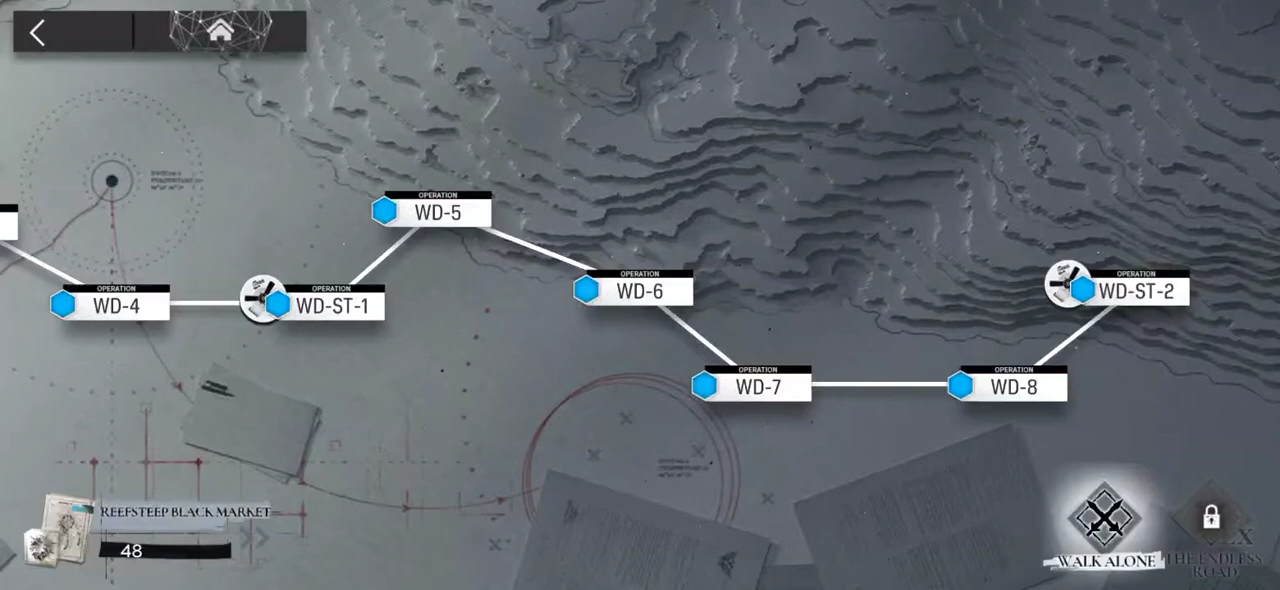 OPERATION
WD-5
OPERATION
WD-6
OPERATION
WD-ST-2
OPERATION
WD-4
OPERATION
WD-ST-1
OPERATION
WD-7
OPERATION
WD-8
REEFSTEEP BLACK MARKET
48
WALK ALONE
EX
THE ENDLESS
ROAD